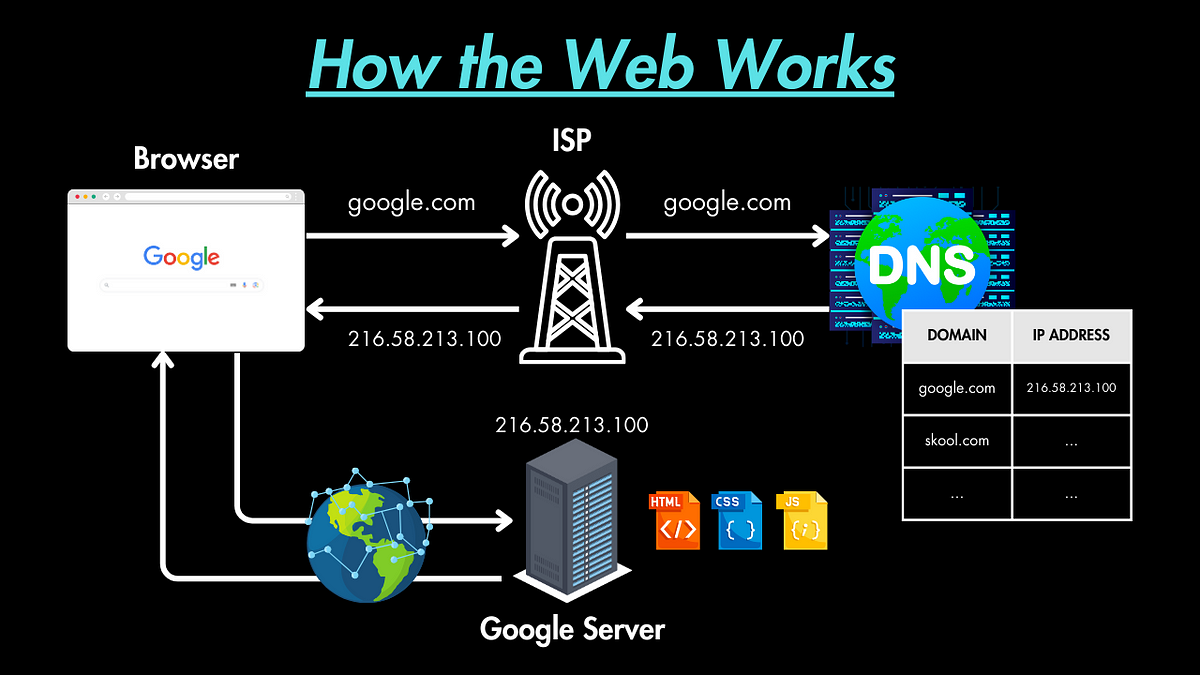 How the Web Works
ISP
Browser
google.com
google.com
Google
DNS
216.58.213.100
216.58.213.100
DOMAIN IP ADDRESS
google.com 216.58.213.100
skool.com ...
... ...
216.58.213.100
HTML CSS JS
</> { } {;}
Google Server